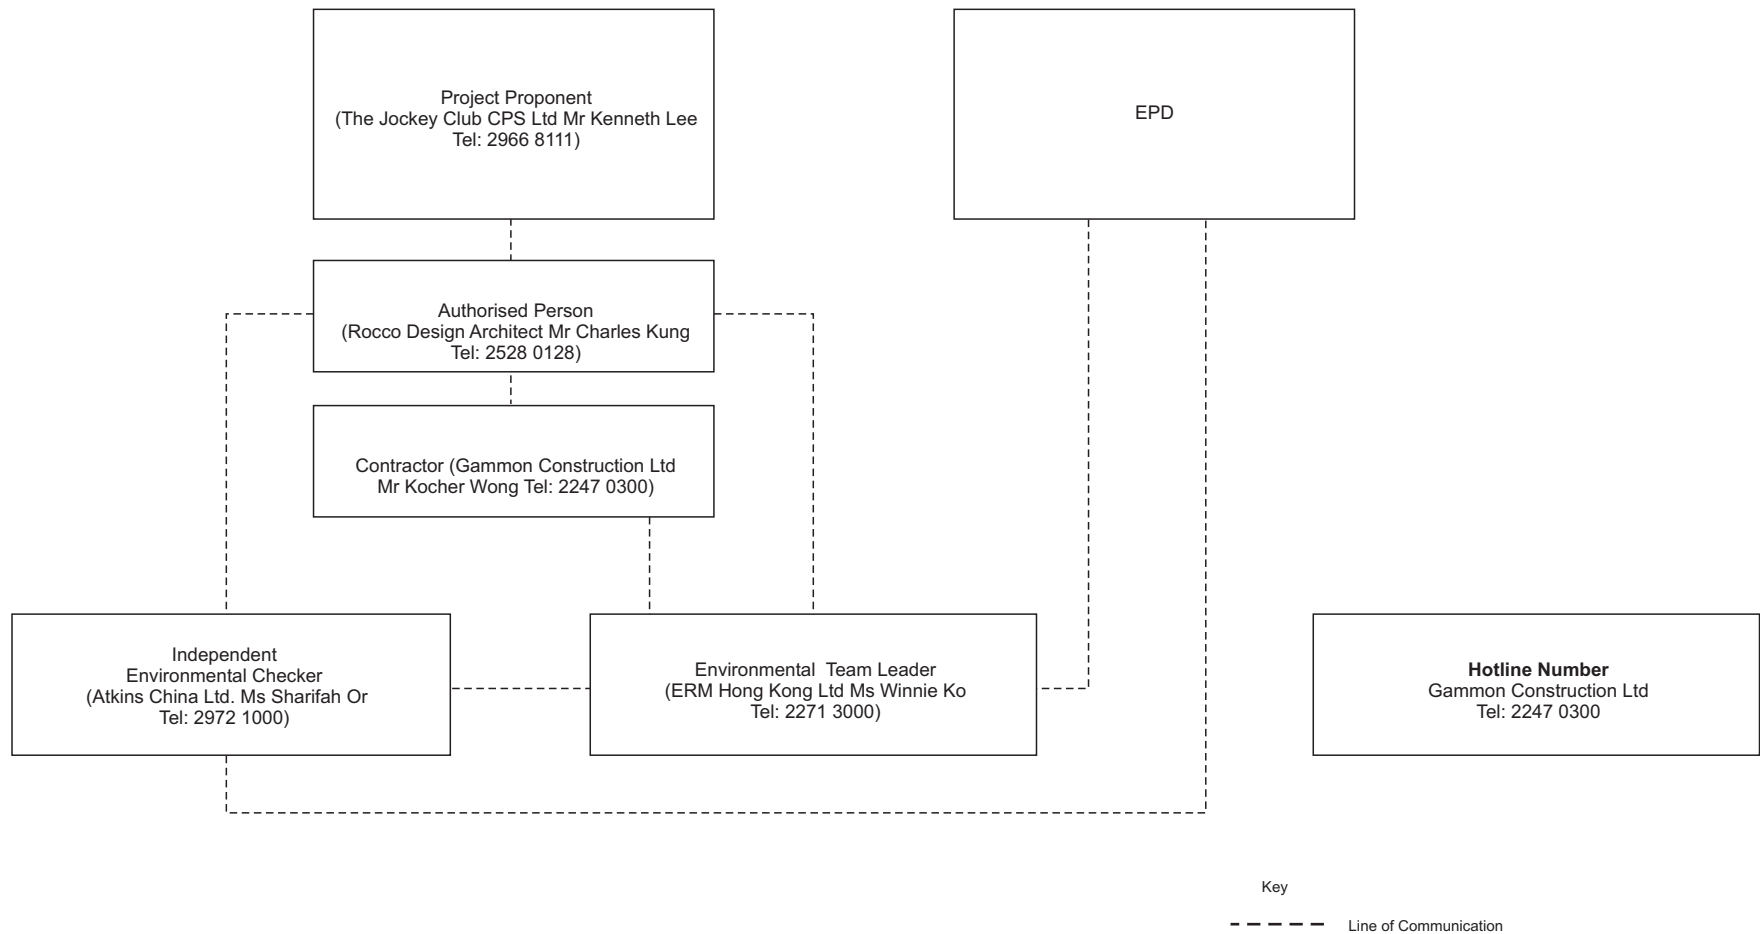 Project Proponent
(The Jockey Club CPS Ltd Mr Kenneth Lee
Tel: 2966 8111)
EPD
Authorised Person
(Rocco Design Architect Mr Charles Kung
Tel: 2528 0128)
Contractor (Gammon Construction Ltd
Mr Kocher Wong Tel: 2247 0300)
Independent
Environmental Checker
(Atkins China Ltd. Ms Sharifah Or
Tel: 2972 1000)
Environmental Team Leader
(ERM Hong Kong Ltd Ms Winnie Ko
Tel: 2271 3000)
Hotline Number
Gammon Construction Ltd
Tel: 2247 0300
Key
Line of Communication